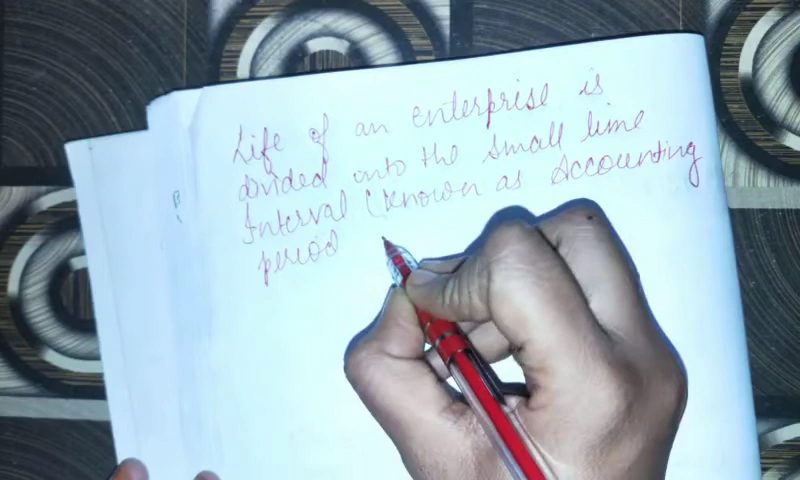 Life of an enterprise is
divided into the small time
Interval (known as Accounting
period